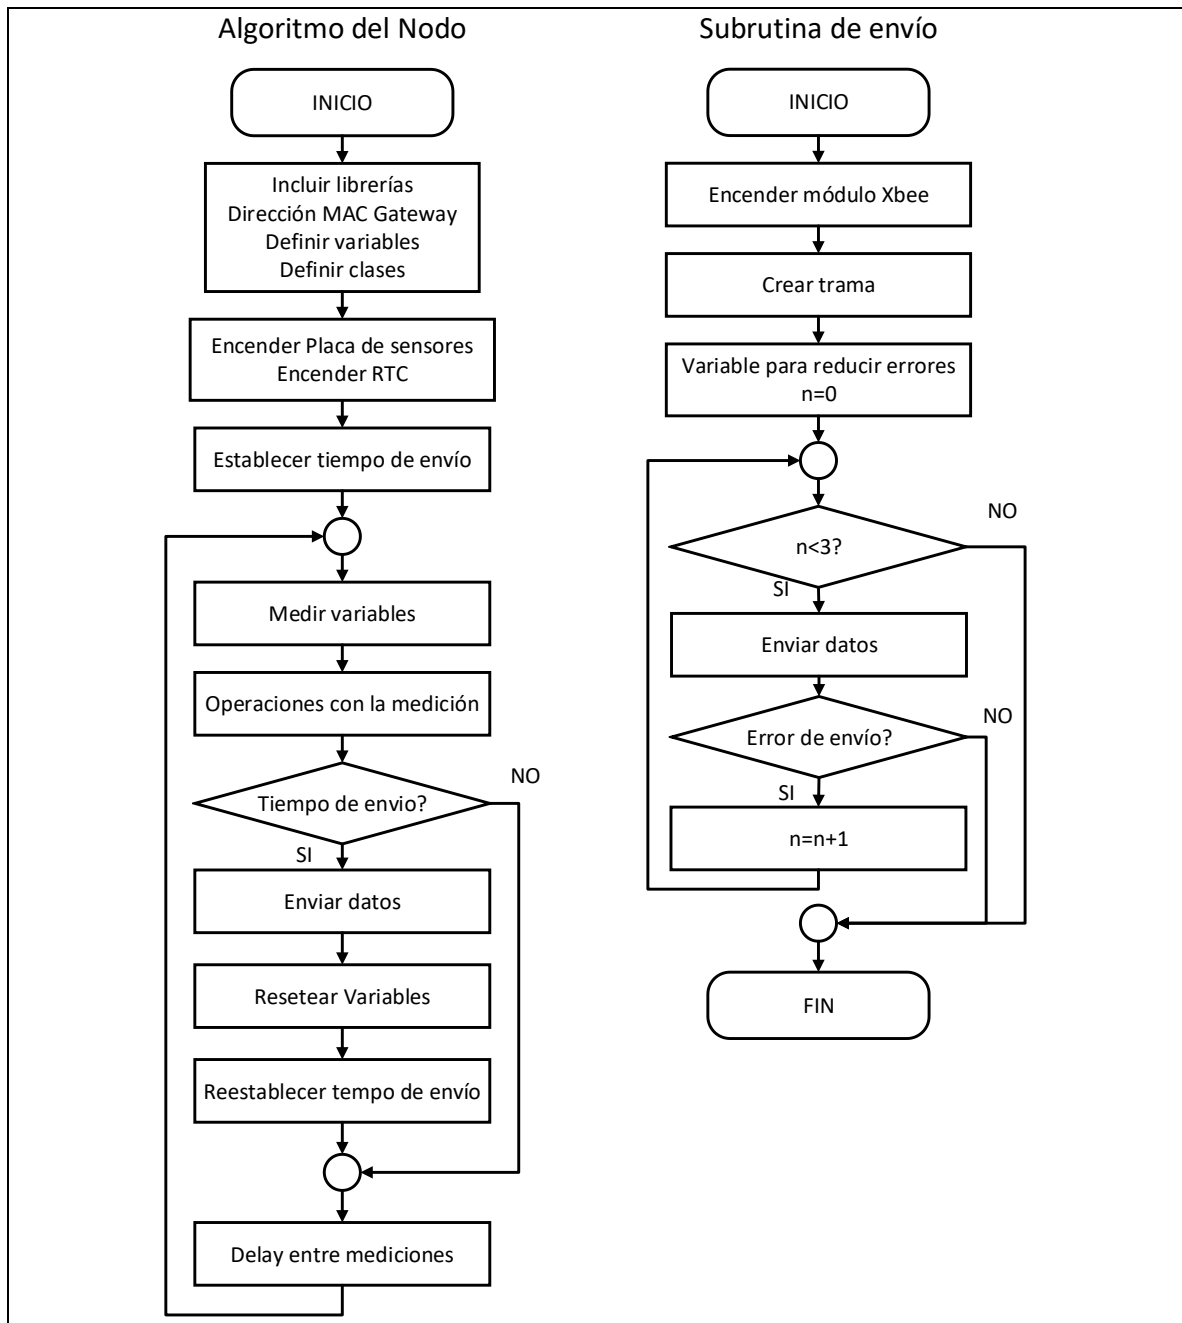 Algoritmo del Nodo
INICIO
Incluir librerías
Dirección MAC Gateway
Definir variables
Definir clases
Encender Placa de sensores
Encender RTC
Establecer tiempo de envío
Medir variables
Operaciones con la medición
Tiempo de envio?
NO
SI
Enviar datos
Resetear Variables
Reestablecer tempo de envío
Delay entre mediciones
Subrutina de envío
INICIO
Encender módulo Xbee
Crear trama
Variable para reducir errores
n=0
n<3?
NO
SI
Enviar datos
Error de envío?
NO
SI
n=n+1
FIN